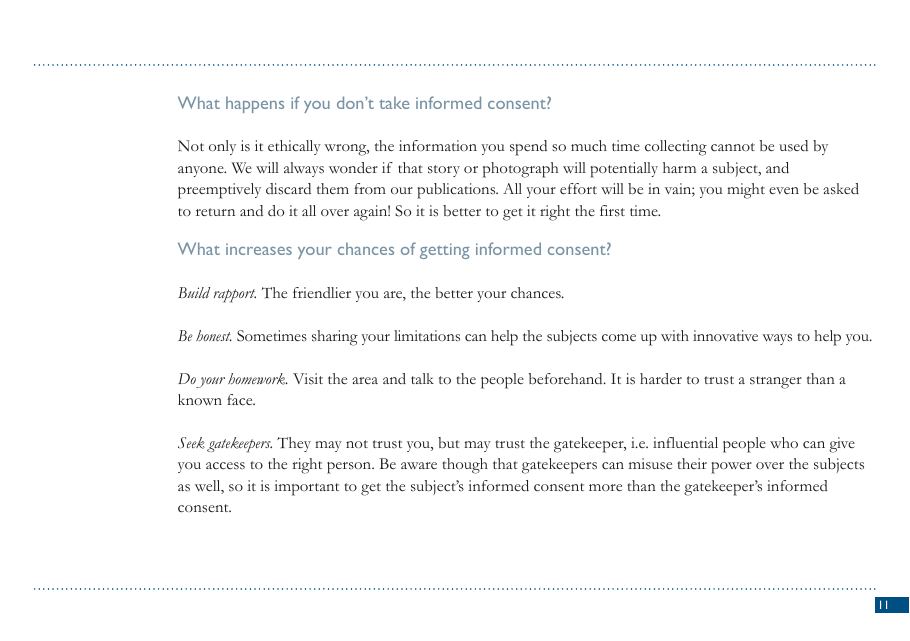 What happens if you don’t take informed consent?
Not only is it ethically wrong, the information you spend so much time collecting cannot be used by
anyone. We will always wonder if that story or photograph will potentially harm a subject, and
preemptively discard them from our publications. All your effort will be in vain; you might even be asked
to return and do it all over again! So it is better to get it right the first time.
What increases your chances of getting informed consent?
Build rapport. The friendlier you are, the better your chances.
Be honest. Sometimes sharing your limitations can help the subjects come up with innovative ways to help you.
Do your homework. Visit the area and talk to the people beforehand. It is harder to trust a stranger than a
known face.
Seek gatekeepers. They may not trust you, but may trust the gatekeeper, i.e. influential people who can give
you access to the right person. Be aware though that gatekeepers can misuse their power over the subjects
as well, so it is important to get the subject’s informed consent more than the gatekeeper’s informed
consent.
11